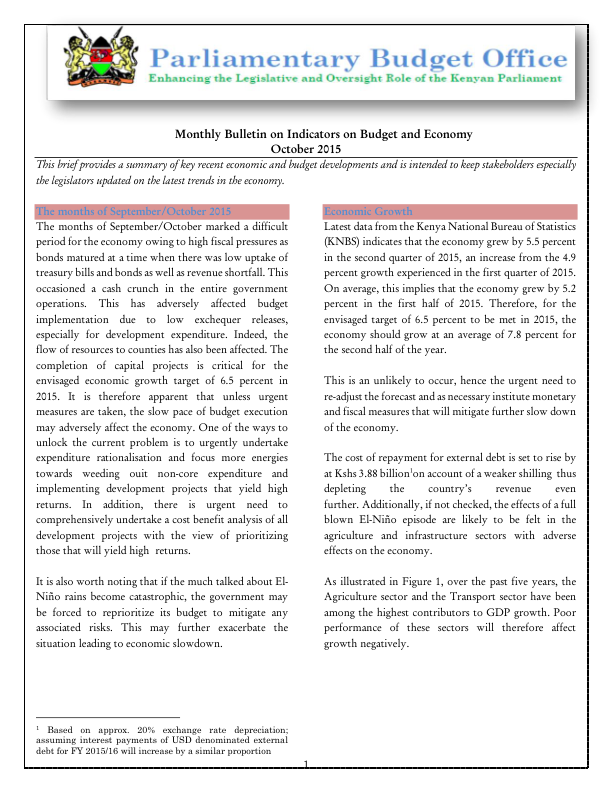 Parliamentary Budget Office
Enhancing the Legislative and Oversight Role of the Kenyan Parliament
Monthly Bulletin on Indicators on Budget and Economy
October 2015
This brief provides a summary of key recent economic and budget developments and is intended to keep stakeholders especially
the legislators updated on the latest trends in the economy.
The months of September/October 2015
The months of September/October marked a difficult
period for the economy owing to high fiscal pressures as
bonds matured at a time when there was low uptake of
treasury bills and bonds as well as revenue shortfall. This
occasioned a cash crunch in the entire government
operations. This has adversely affected budget
implementation due to low exchequer releases,
especially for development expenditure. Indeed, the
flow of resources to counties has also been affected. The
completion of capital projects is critical for the
envisaged economic growth target of 6.5 percent in
2015. It is therefore apparent that unless urgent
measures are taken, the slow pace of budget execution
may adversely affect the economy. One of the ways to
unlock the current problem is to urgently undertake
expenditure rationalisation and focus more energies
towards weeding ouit non-core expenditure and
implementing development projects that yield high
returns. In addition, there is urgent need to
comprehensively undertake a cost benefit analysis of all
development projects with the view of prioritizing
those that will yield high returns.
It is also worth noting that if the much talked about El-
Niño rains become catastrophic, the government may
be forced to reprioritize its budget to mitigate any
associated risks. This may further exacerbate the
situation leading to economic slowdown.
1 Based on approx. 20% exchange rate depreciation;
assuming interest payments of USD denominated external
debt for FY 2015/16 will increase by a similar proportion
Economic Growth
Latest data from the Kenya National Bureau of Statistics
(KNBS) indicates that the economy grew by 5.5 percent
in the second quarter of 2015, an increase from the 4.9
percent growth experienced in the first quarter of 2015.
On average, this implies that the economy grew by 5.2
percent in the first half of 2015. Therefore, for the
envisaged target of 6.5 percent to be met in 2015, the
economy should grow at an average of 7.8 percent for
the second half of the year.
This is an unlikely to occur, hence the urgent need to
re-adjust the forecast and as necessary institute monetary
and fiscal measures that will mitigate further slow down
of the economy.
The cost of repayment for external debt is set to rise by
at Kshs 3.88 billion1on account of a weaker shilling thus
depleting the country's revenue even
further. Additionally, if not checked, the effects of a full
blown El-Niño episode are likely to be felt in the
agriculture and infrastructure sectors with adverse
effects on the economy.
As illustrated in Figure 1, over the past five years, the
Agriculture sector and the Transport sector have been
among the highest contributors to GDP growth. Poor
performance of these sectors will therefore affect
growth negatively.
1